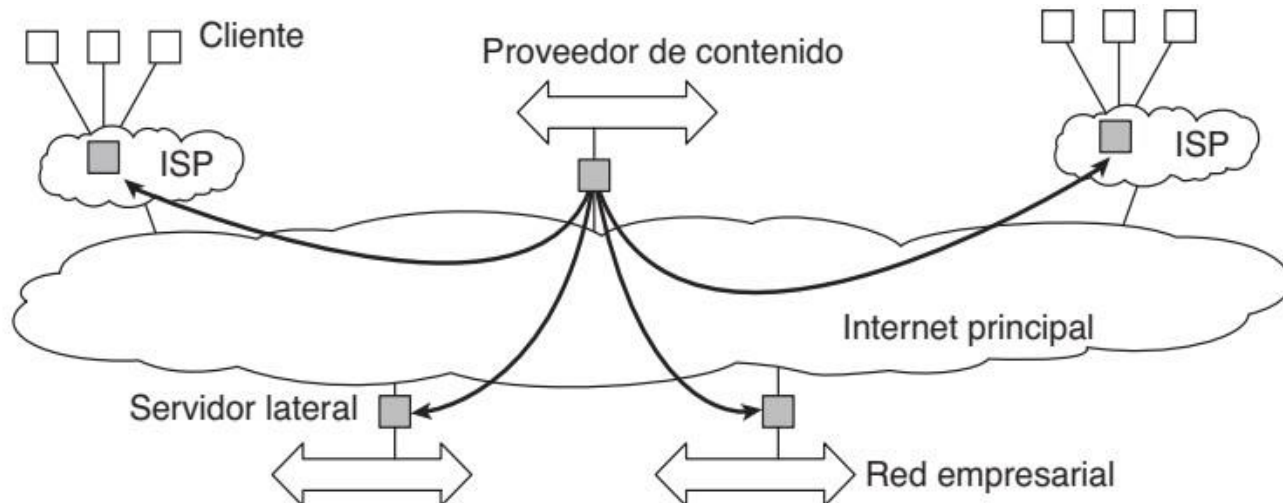 Cliente
Proveedor de contenido
ISP
ISP
Internet principal
Servidor lateral
Red empresarial